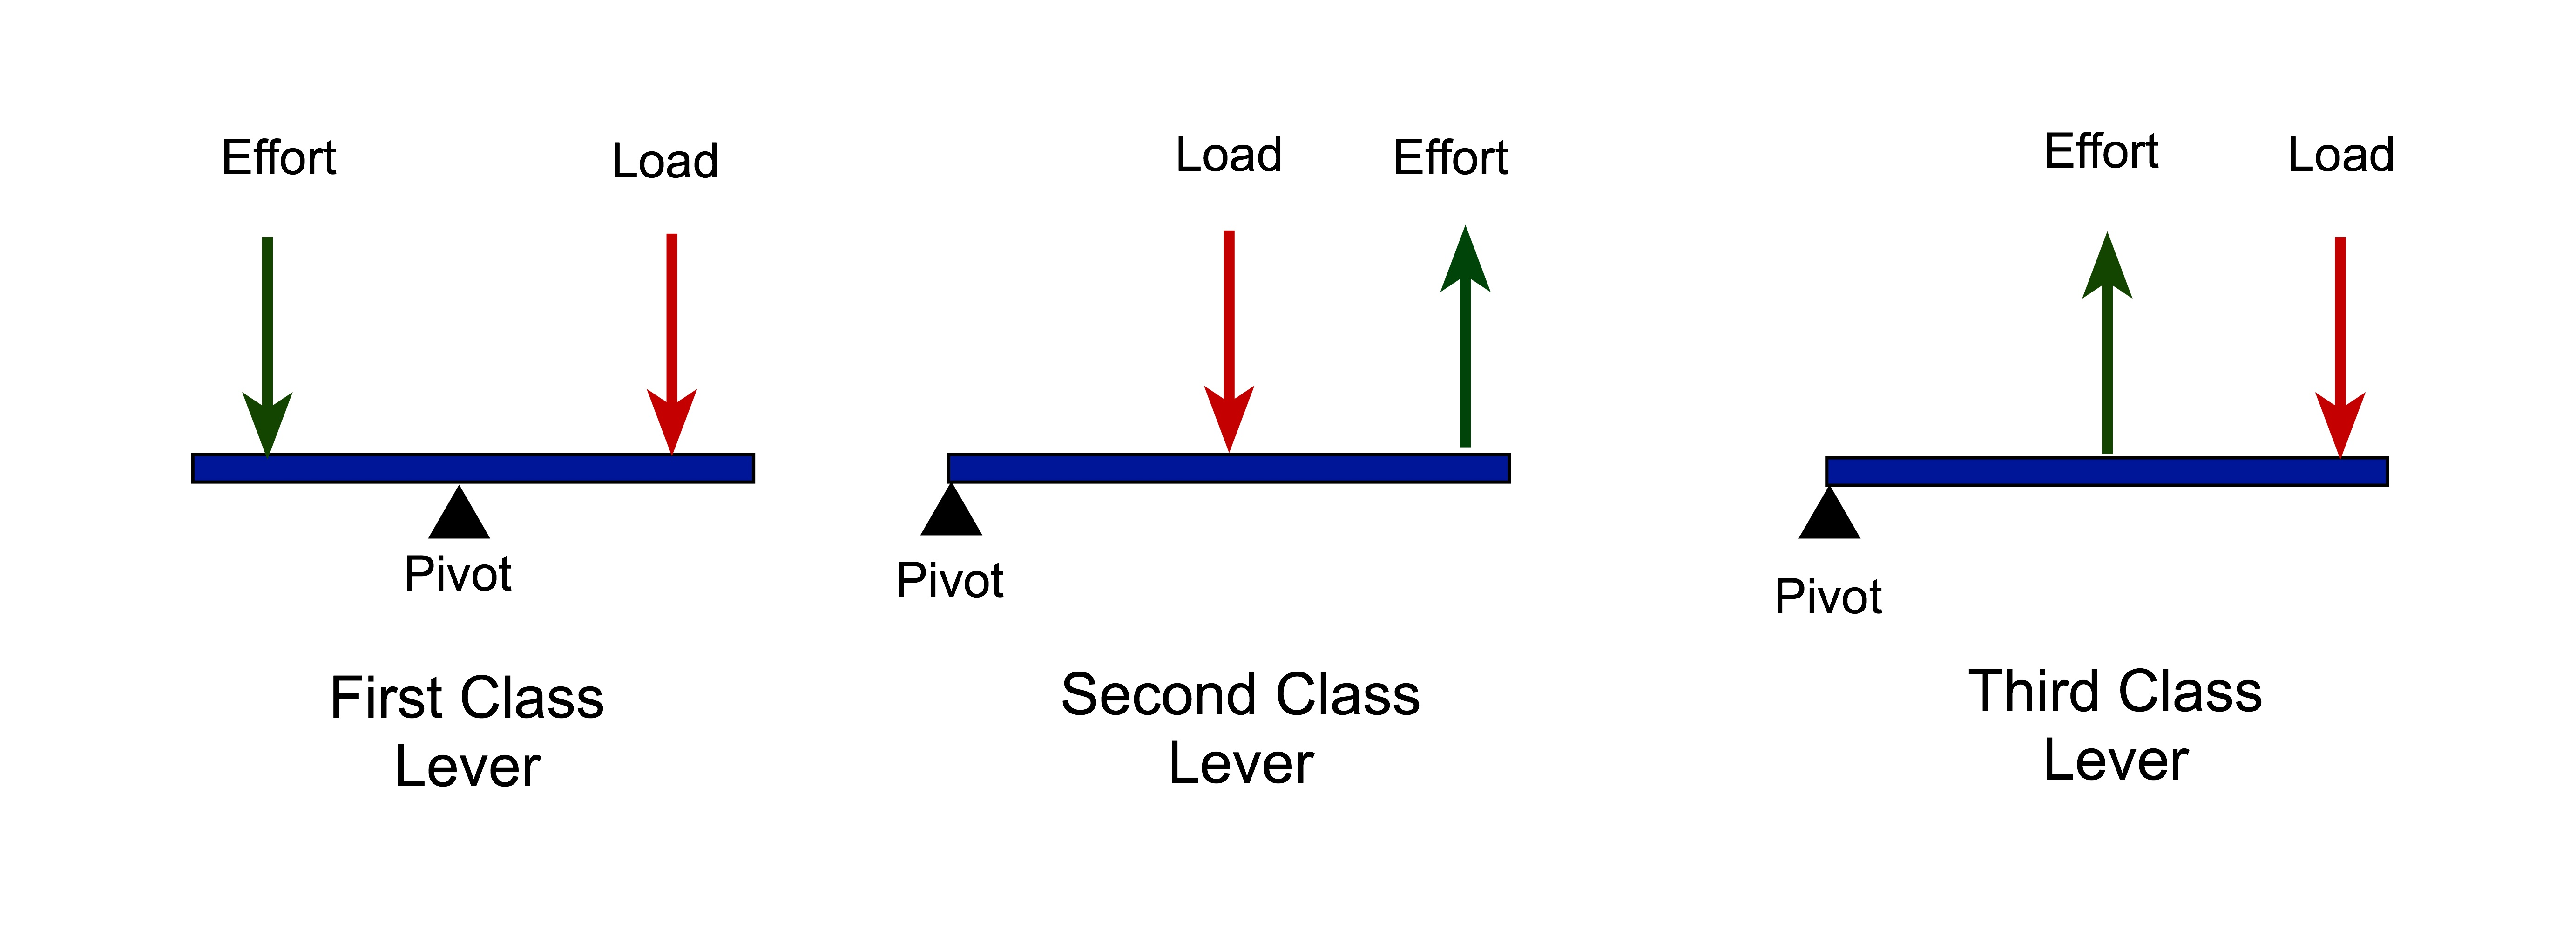 Effort
Load
Pivot
First Class
Lever
Load
Effort
Pivot
Second Class
Lever
Effort
Load
Pivot
Third Class
Lever